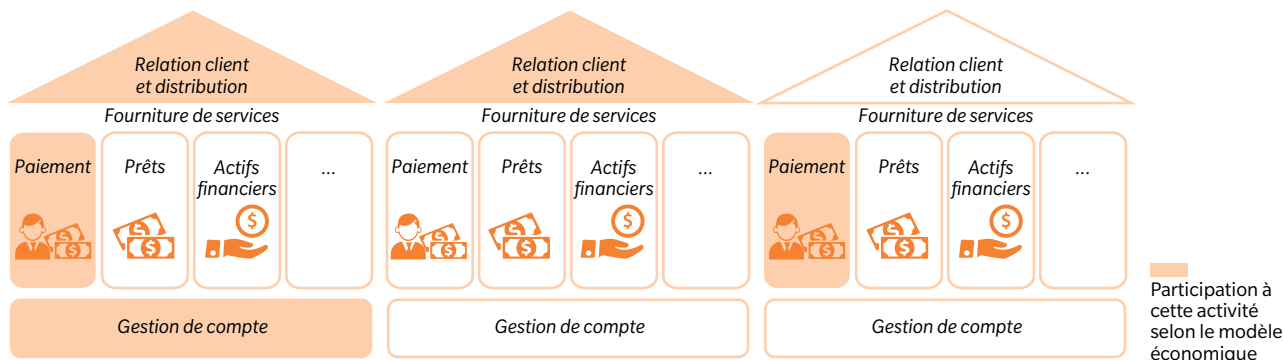 Relation client
et distribution
Fourniture de services
Paiement
Prêts
Actifs
financiers
...
Gestion de compte
Relation client
et distribution
Fourniture de services
Paiement
Prêts
Actifs
financiers
...
Gestion de compte
Relation client
et distribution
Fourniture de services
Paiement
Prêts
Actifs
financiers
...
Gestion de compte
Participation à
cette activité
selon le modèle
économique